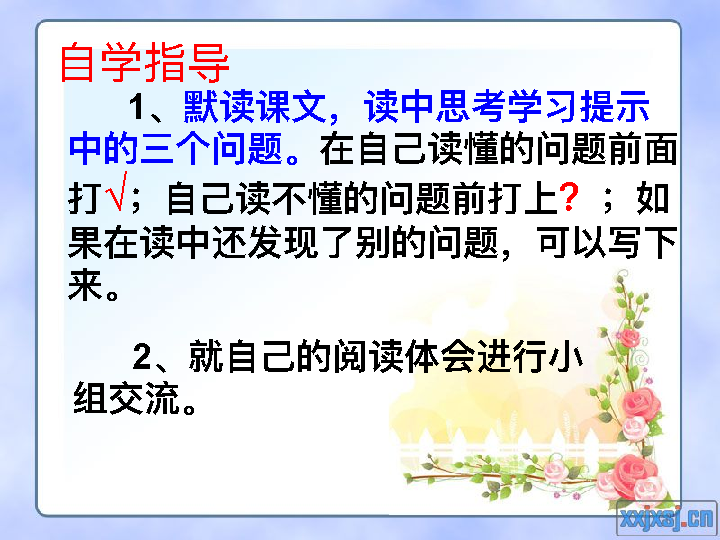 自学指导
1、默读课文，读中思考学习提示
中的三个问题。在自己读懂的问题前面
打√；自己读不懂的问题前打上？；如
果在读中还发现了别的问题，可以写下
来。
2、就自己的阅读体会进行小
组交流。
xxjxsj.cn